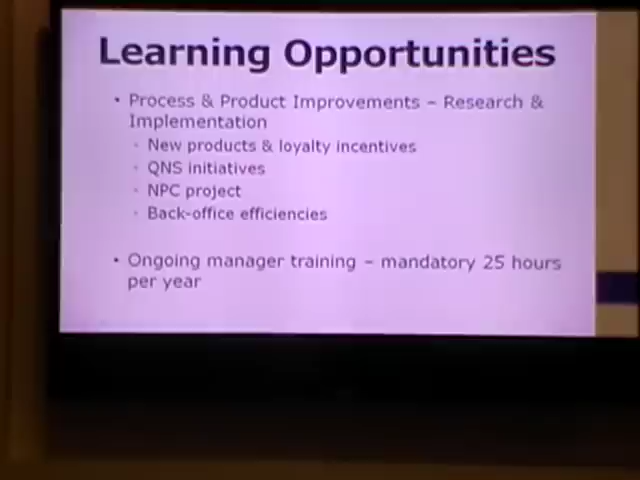 Learning Opportunities
• Process & Product Improvements – Research &
Implementation
· New products & loyalty incentives
· QNS initiatives
· NPC project
· Back-office efficiencies
• Ongoing manager training – mandatory 25 hours
per year